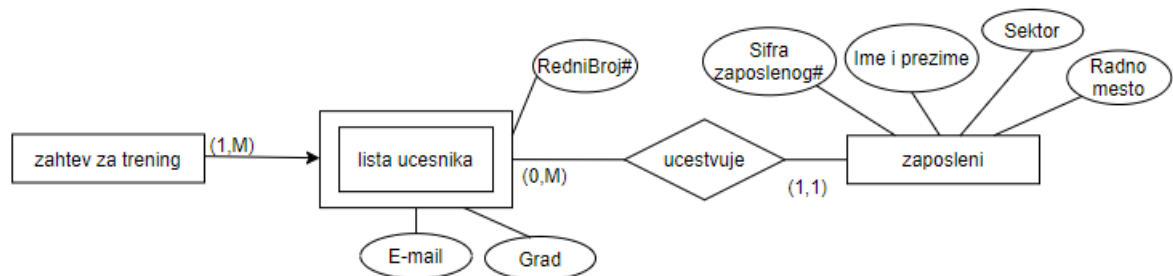 Sektor
Sifra
zaposlenog#
Ime i prezime
RedniBroj#
Radno
mesto
zahtev za trening
(1,M)
lista ucesnika
(0,M)
ucestvuje
(1,1)
zaposleni
E-mail
Grad